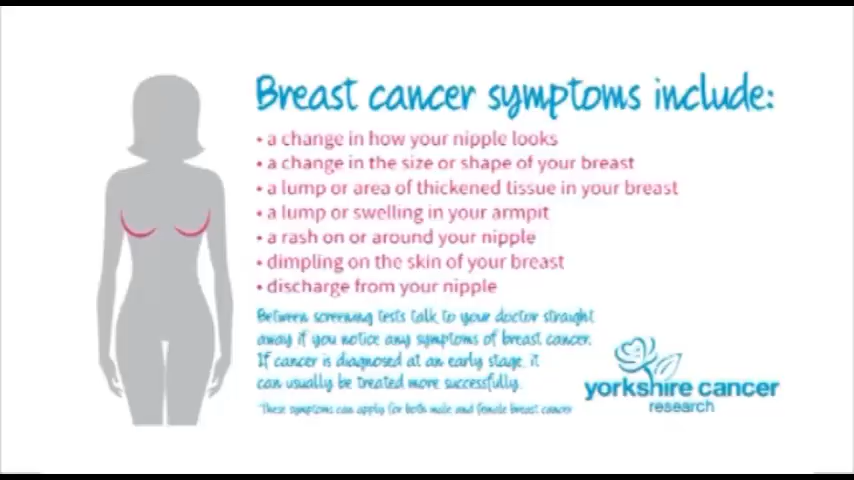 Breast cancer symptoms include:
• a change in how your nipple looks
• a change in the size or shape of your breast
• a lump or area of thickened tissue in your breast
• a lump or swelling in your armpit
• a rash on or around your nipple
• dimpling on the skin of your breast
• discharge from your nipple
Between screening tests talk to your doctor straight
away if you notice any symptoms of breast cancer.
If cancer is diagnosed at an early stage, it
can usually be treated more successfully.
These symptoms can apply for both male and female breast cancer
yorkshire cancer
research